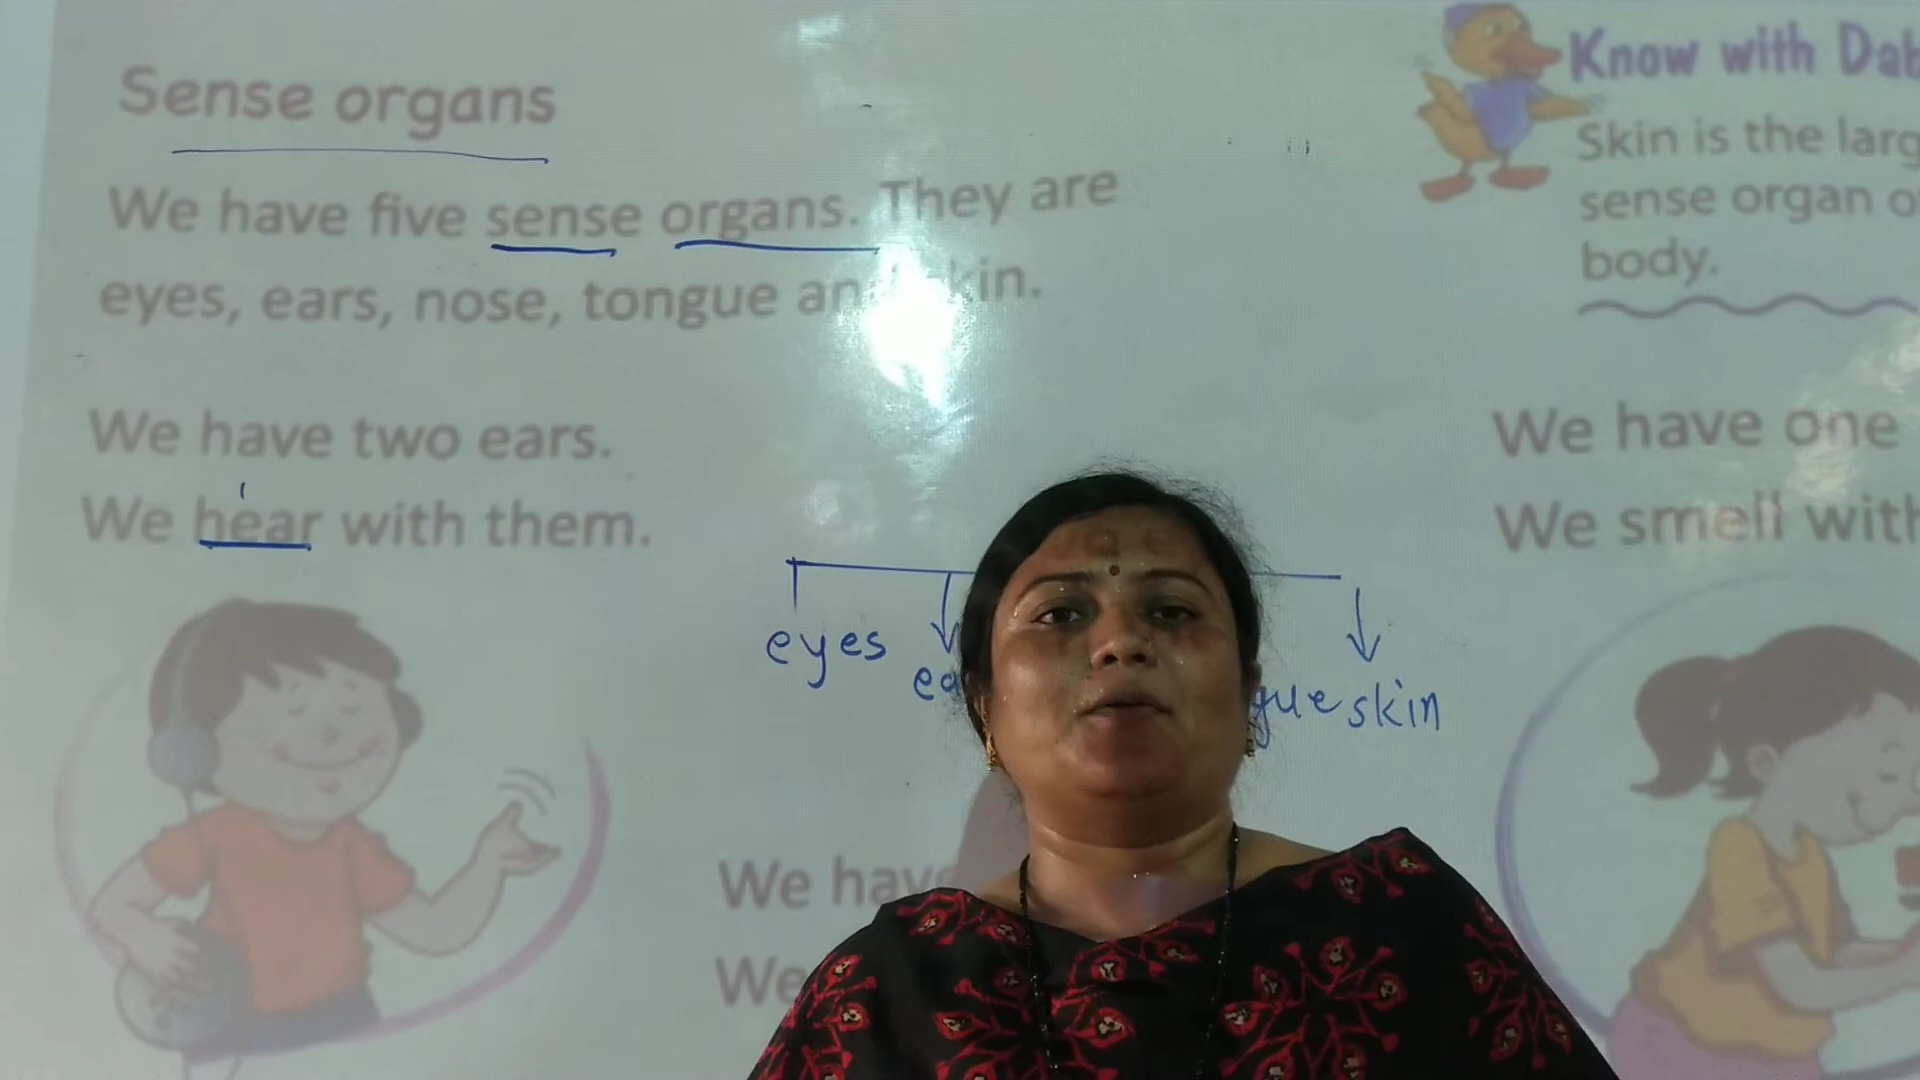 Sense organs
We have five sense organs. They are
eyes, ears, nose, tongue and skin.
We have two ears.
We hear with them.
Know with
Skin is the
sense organ
body.
We have one
We smell with
eyes
skin
We have
We